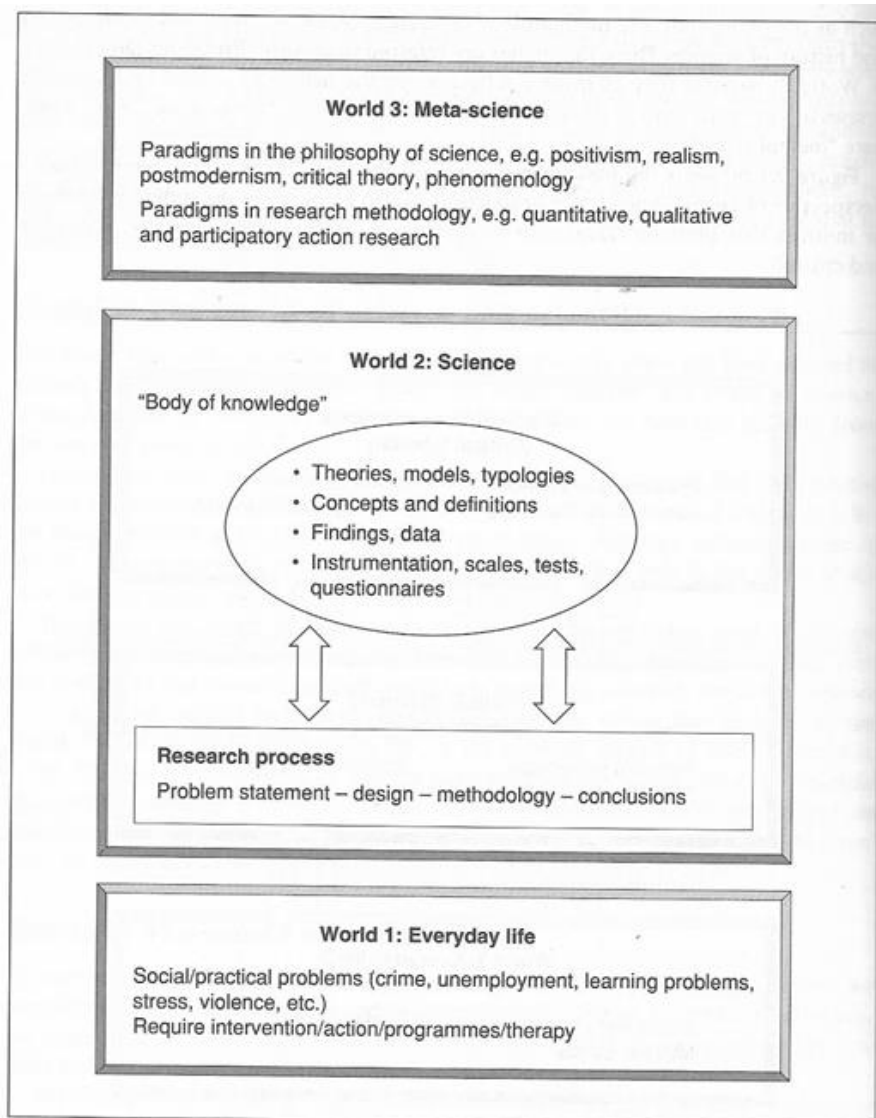 World 3: Meta-science
Paradigms in the philosophy of science, e.g. positivism, realism,
postmodernism, critical theory, phenomenology
Paradigms in research methodology, e.g. quantitative, qualitative
and participatory action research
World 2: Science
“Body of knowledge”
• Theories, models, typologies
• Concepts and definitions
• Findings, data
• Instrumentation, scales, tests,
questionnaires
Research process
Problem statement – design – methodology – conclusions
World 1: Everyday life
Social/practical problems (crime, unemployment, learning problems,
stress, violence, etc.)
Require intervention/action/programmes/therapy